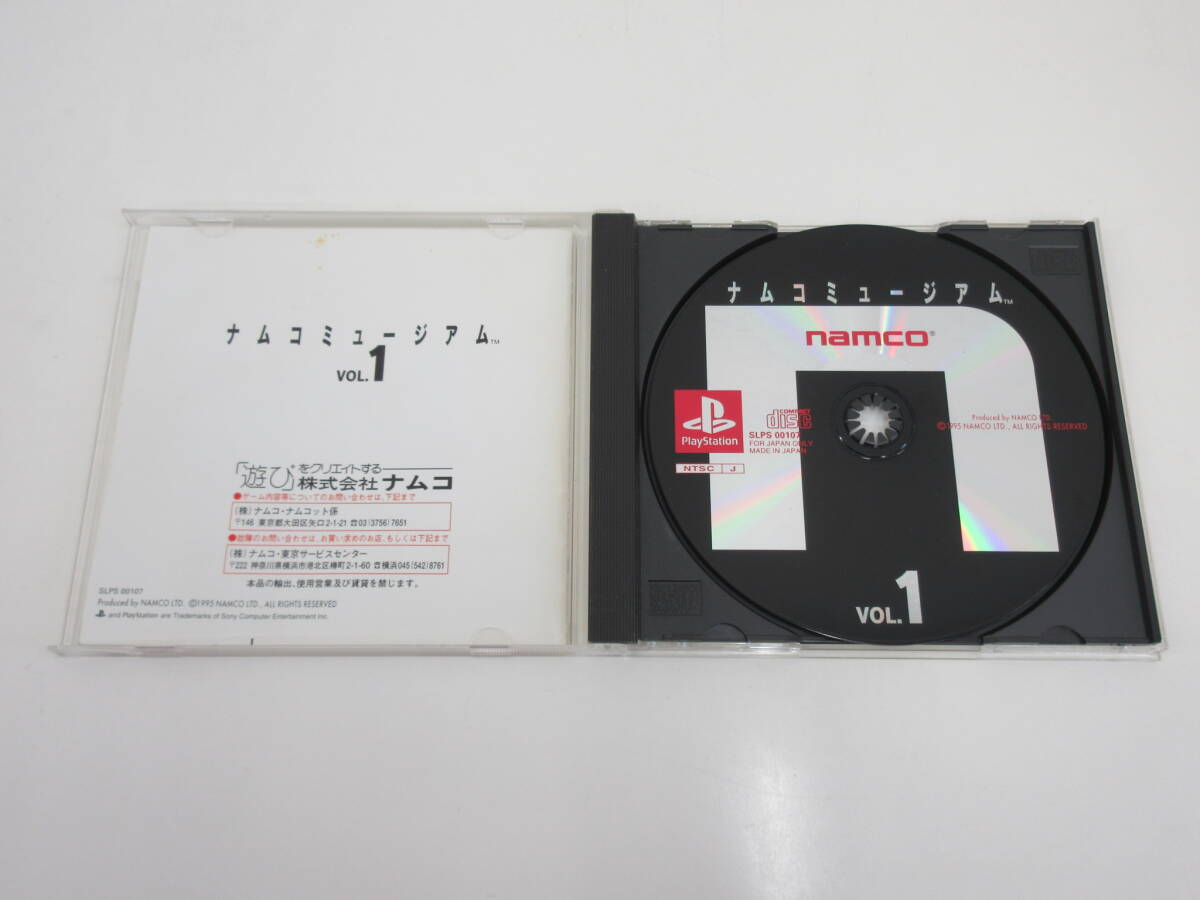 ナムコミュージアム™
VOL.1
「遊び」をクリエイトする
株式会社ナムコ
●ゲーム内容等についてのお問い合わせは、下記まで
(株)ナムコ・ナムコット係
〒146 東京都大田区矢口2-1-21 ☎03(3756)7651
●故障のお問い合わせは、お買い求めのお店、もしくは下記まで
(株)ナムコ・東京サービスセンター
〒222 神奈川県横浜市港北区樽町2-1-60 ☎横浜045(542)8761
本品の輸出、使用営業及び賃貸を禁じます。
SLPS 00107
Produced by NAMCO LTD. ©1995 NAMCO LTD., ALL RIGHTS RESERVED
and PlayStation are Trademarks of Sony Computer Entertainment Inc.
ナムコミュージアム™
namco®
PlayStation
NTSC J
COMPACT
disc
SLPS 00107
FOR JAPAN ONLY
MADE IN JAPAN
Produced by NAMCO LTD.
©1995 NAMCO LTD., ALL RIGHTS RESERVED
VOL.1